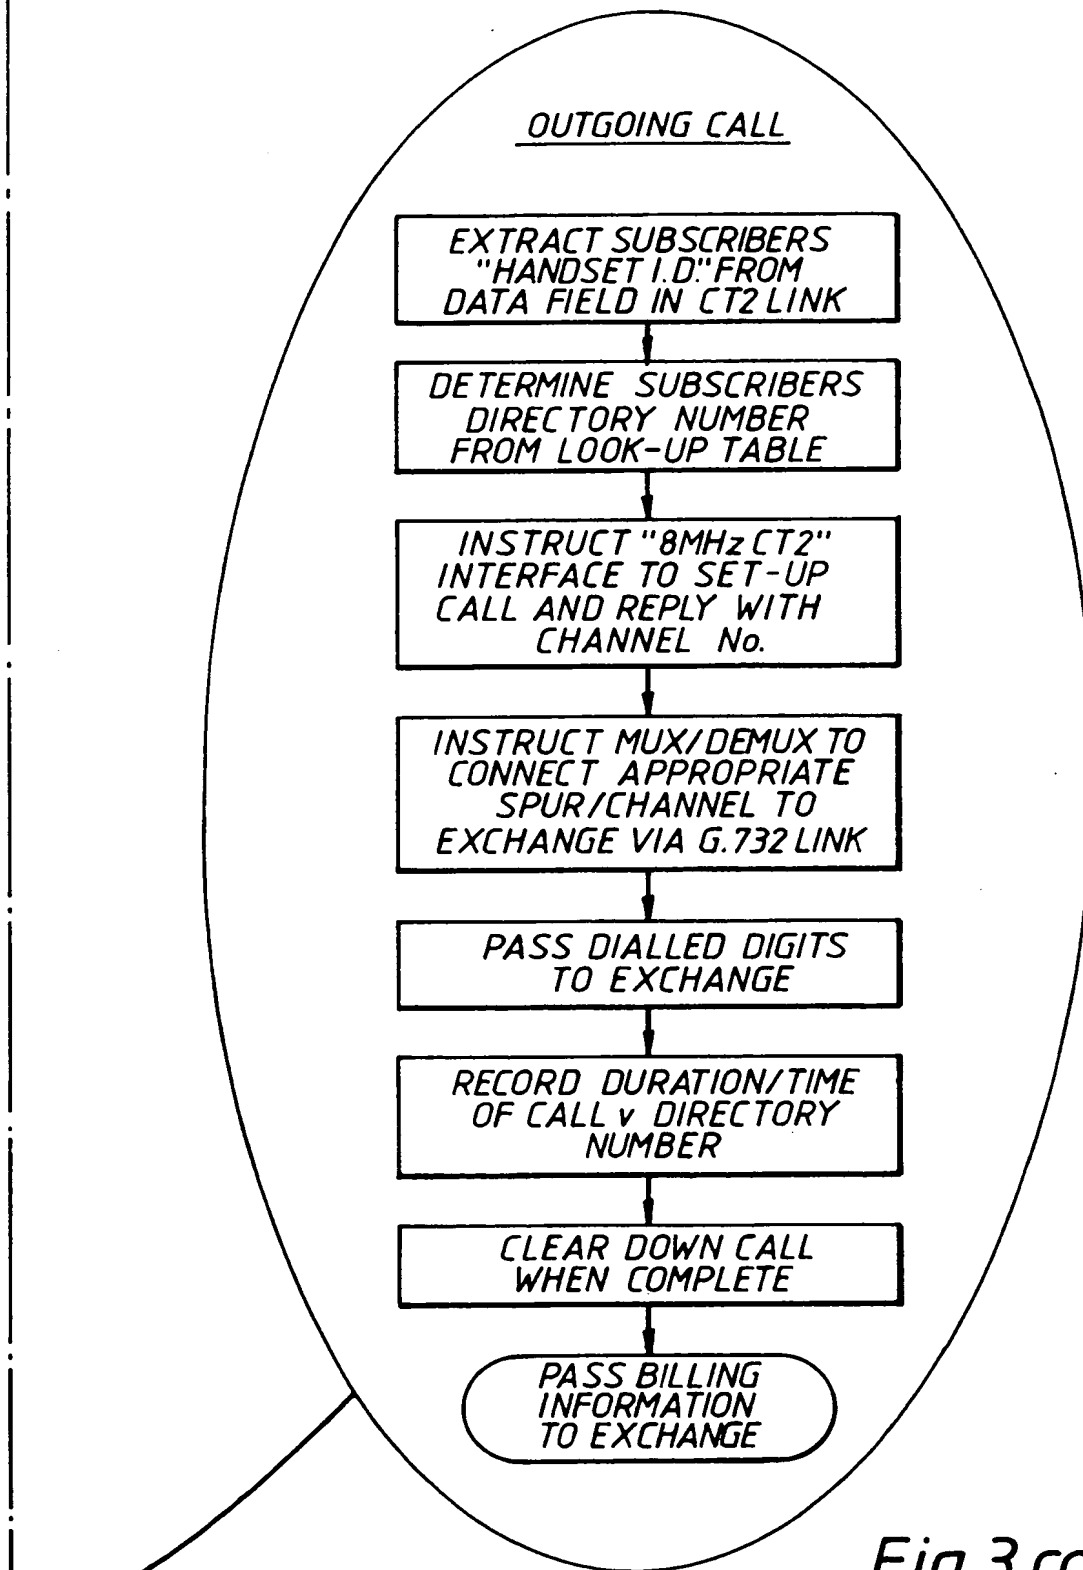 OUTGOING CALL
EXTRACT SUBSCRIBERS
"HANDSET I.D." FROM
DATA FIELD IN CT2 LINK
DETERMINE SUBSCRIBERS
DIRECTORY NUMBER
FROM LOOK-UP TABLE
INSTRUCT "8MHz CT2"
INTERFACE TO SET-UP
CALL AND REPLY WITH
CHANNEL No.
INSTRUCT MUX/DEMUX TO
CONNECT APPROPRIATE
SPUR/CHANNEL TO
EXCHANGE VIA G.732 LINK
PASS DIALLED DIGITS
TO EXCHANGE
RECORD DURATION/TIME
OF CALL v DIRECTORY
NUMBER
CLEAR DOWN CALL
WHEN COMPLETE
PASS BILLING
INFORMATION
TO EXCHANGE
Fig.3